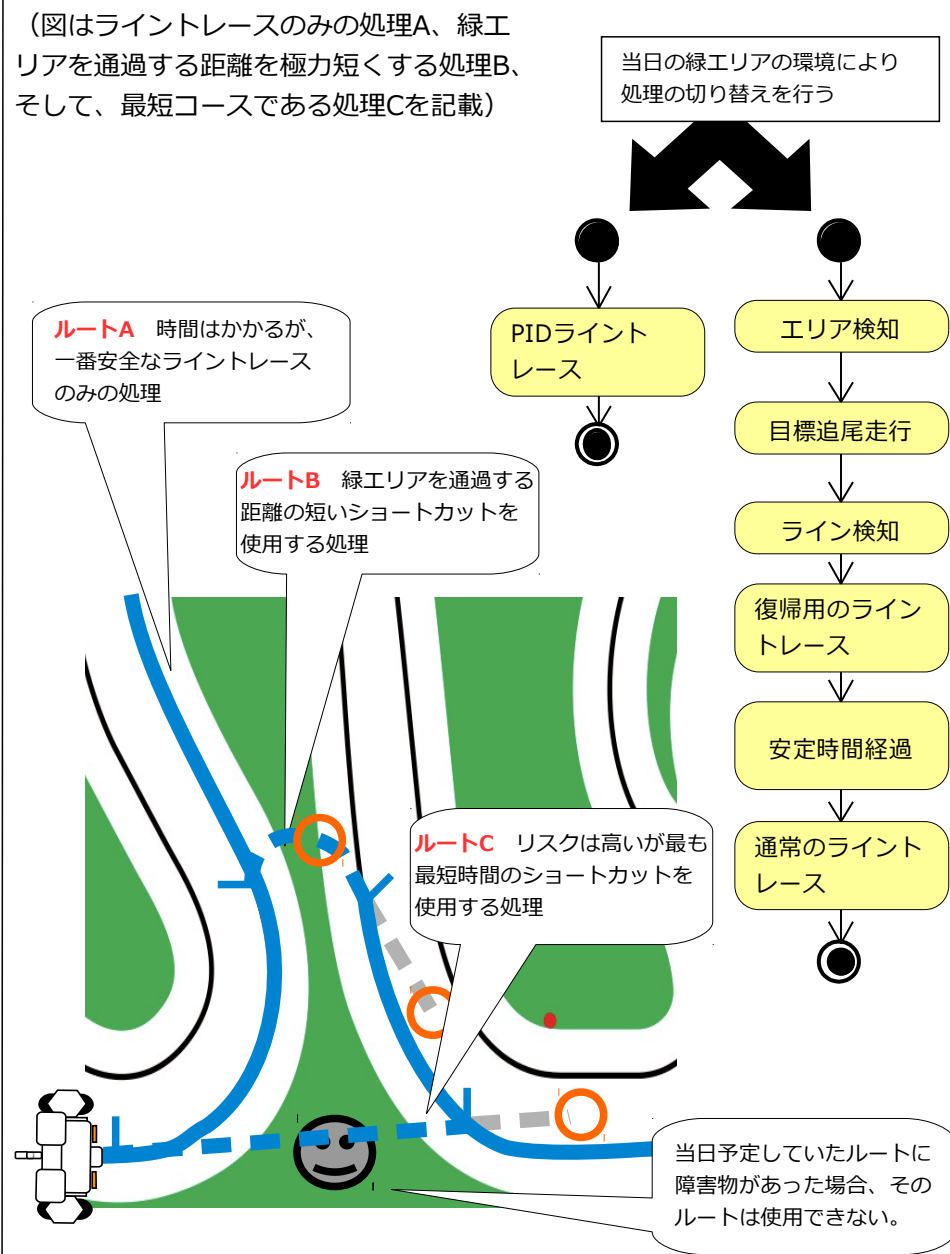 （図はライントレースのみの処理A、緑エ
リアを通過する距離を極力短くする処理B、
そして、最短コースである処理Cを記載）
当日の緑エリアの環境により
処理の切り替えを行う
PIDライント
レース
エリア検知
目標追尾走行
ライン検知
復帰用のライン
トレース
安定時間経過
通常のライント
レース
ルートA　時間はかかるが、
一番安全なライントレース
のみの処理
ルートB　緑エリアを通過する
距離の短いショートカットを
使用する処理
ルートC　リスクは高いが最も
最短時間のショートカットを
使用する処理
当日予定していたルートに
障害物があった場合、その
ルートは使用できない。